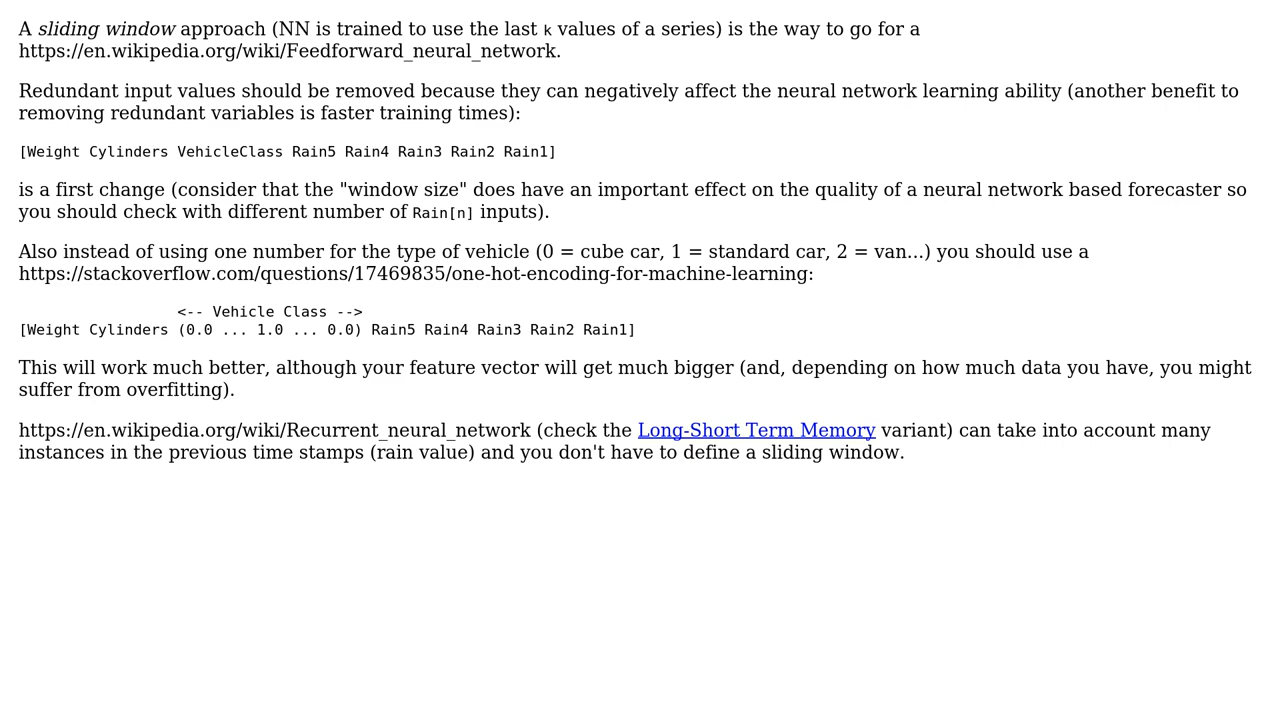 A sliding window approach (NN is trained to use the last k values of a series) is the way to go for a
https://en.wikipedia.org/wiki/Feedforward_neural_network.
Redundant input values should be removed because they can negatively affect the neural network learning ability (another benefit to
removing redundant variables is faster training times):
[Weight Cylinders VehicleClass Rain5 Rain4 Rain3 Rain2 Rain1]
is a first change (consider that the "window size" does have an important effect on the quality of a neural network based forecaster so
you should check with different number of Rain[n] inputs).
Also instead of using one number for the type of vehicle (0 = cube car, 1 = standard car, 2 = van...) you should use a
https://stackoverflow.com/questions/17469835/one-hot-encoding-for-machine-learning:
<-- Vehicle Class -->
[Weight Cylinders (0.0 ... 1.0 ... 0.0) Rain5 Rain4 Rain3 Rain2 Rain1]
This will work much better, although your feature vector will get much bigger (and, depending on how much data you have, you might
suffer from overfitting).
https://en.wikipedia.org/wiki/Recurrent_neural_network (check the Long-Short Term Memory variant) can take into account many
instances in the previous time stamps (rain value) and you don't have to define a sliding window.